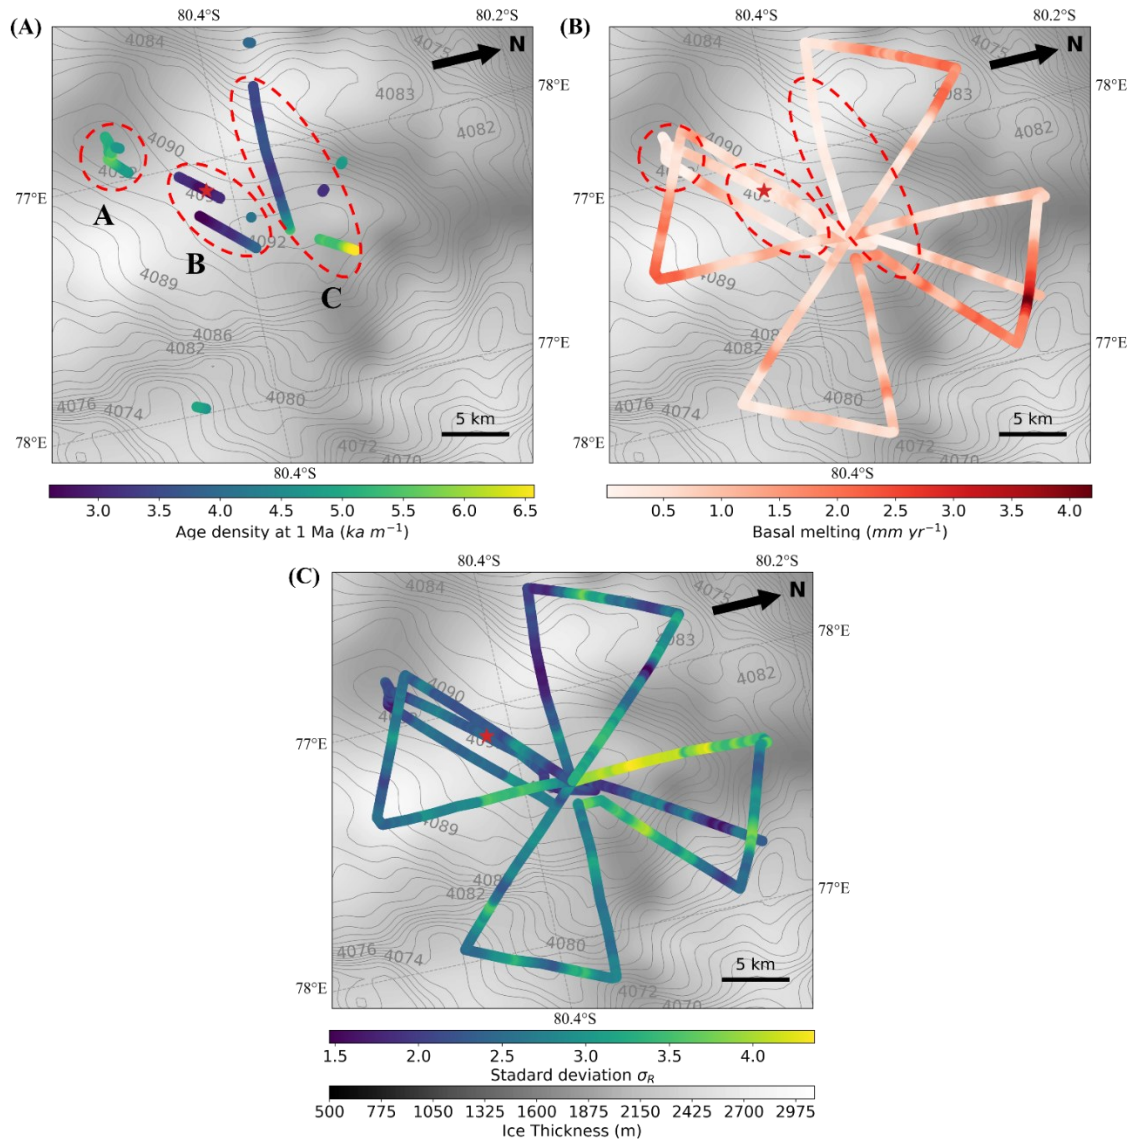 (A)
80.4°S
80.2°S
N
4084
4083
4082
4090
4092
4092
4089
4086
4082
4080
4076
4074
4072
A
B
C
78°E
77°E
77°E
78°E
5 km
80.4°S
3.0 3.5 4.0 4.5 5.0 5.5 6.0 6.5
Age density at 1 Ma (ka m⁻¹)
(B)
80.4°S
80.2°S
N
4084
4075
4083
4082
4090
4089
4086
4082
4080
4076
4074
4072
78°E
77°E
77°E
78°E
5 km
80.4°S
0.5 1.0 1.5 2.0 2.5 3.0 3.5 4.0
Basal melting (mm yr⁻¹)
(C)
80.4°S
80.2°S
N
4084
4075
4083
4082
4090
4089
4082
4080
4076
4074
4072
78°E
77°E
77°E
78°E
5 km
80.4°S
1.5 2.0 2.5 3.0 3.5 4.0
Stadard deviation σ_R
500 775 1050 1325 1600 1875 2150 2425 2700 2975
Ice Thickness (m)